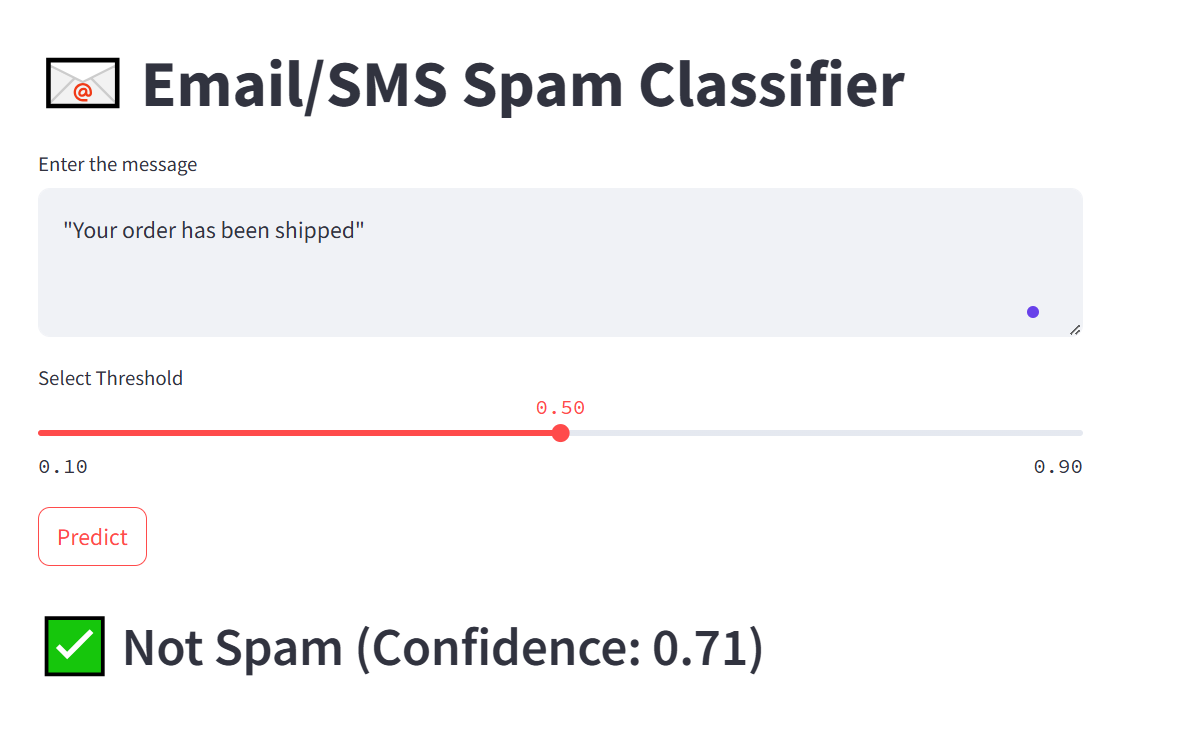 Email/SMS Spam Classifier
Enter the message
"Your order has been shipped"
Select Threshold
0.50
0.10 0.90
Predict
Not Spam (Confidence: 0.71)